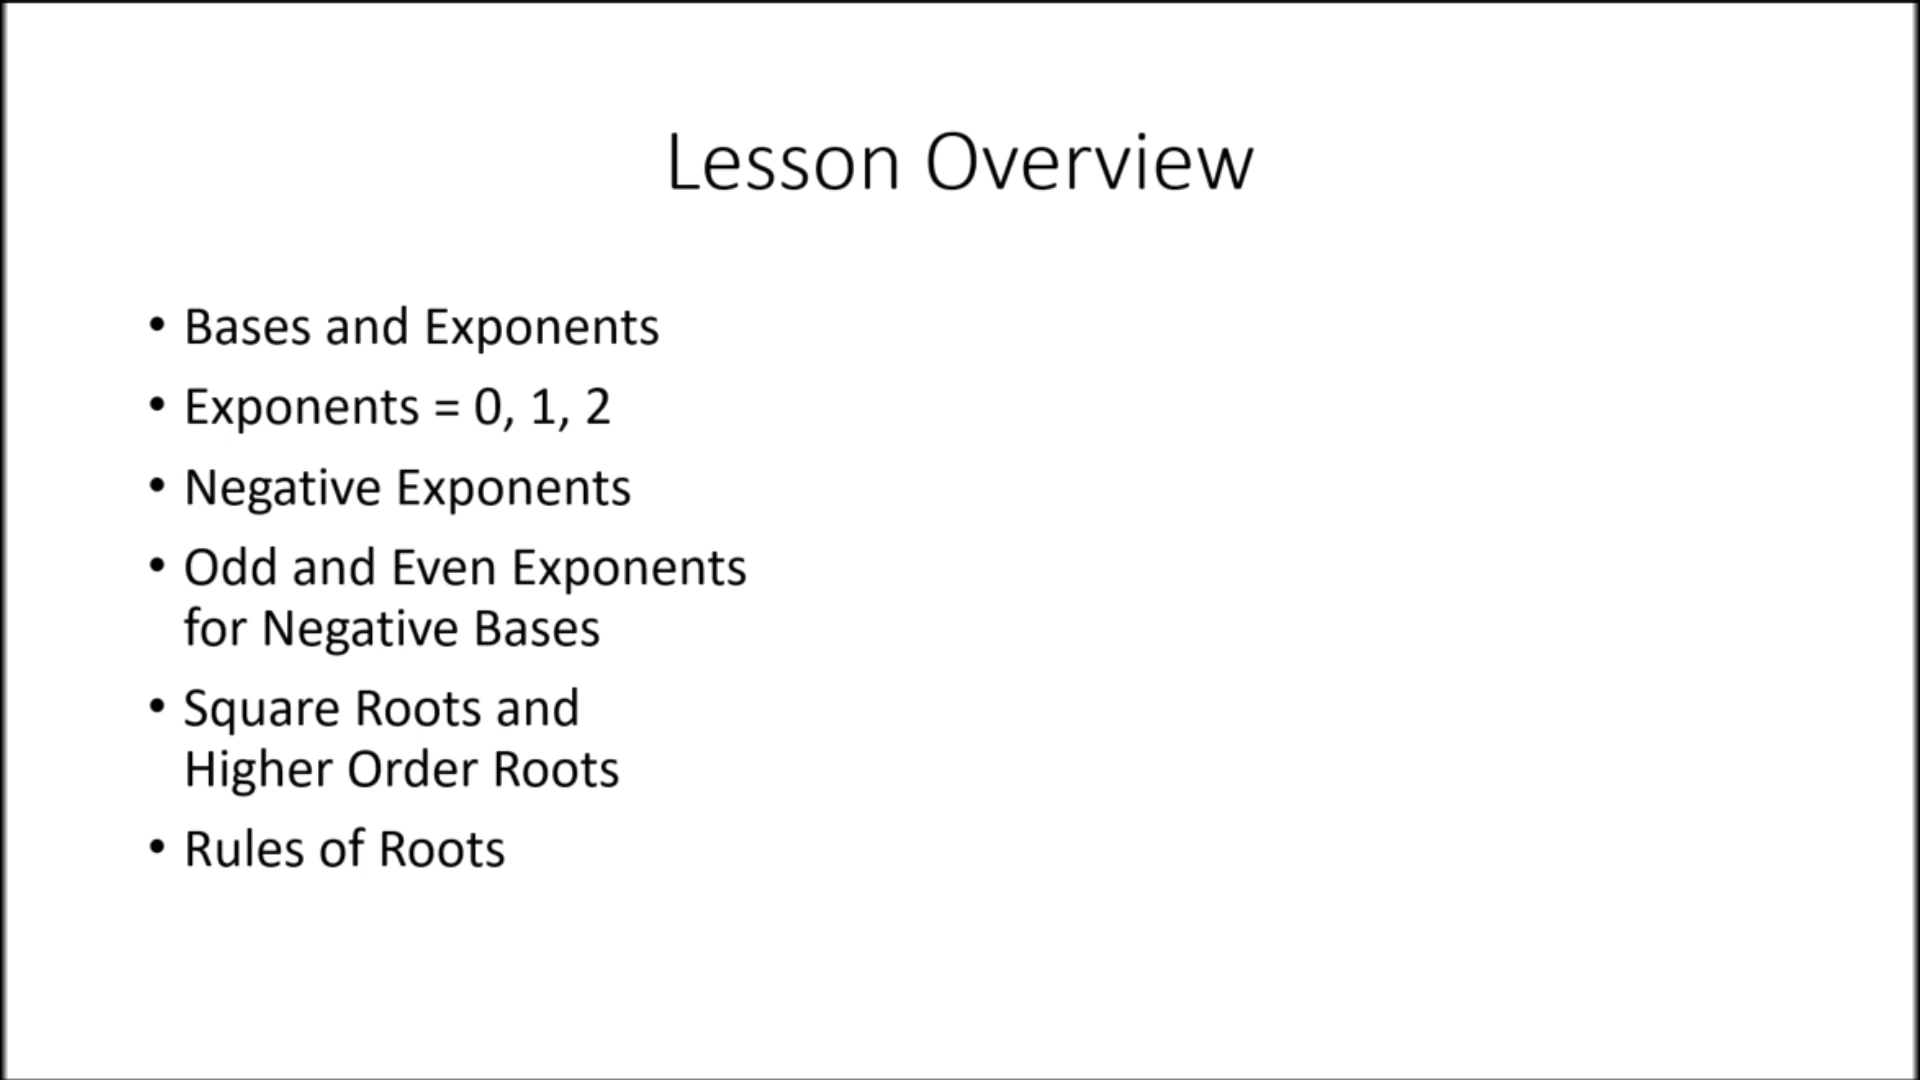 Lesson Overview
• Bases and Exponents
• Exponents = 0, 1, 2
• Negative Exponents
• Odd and Even Exponents
for Negative Bases
• Square Roots and
Higher Order Roots
• Rules of Roots